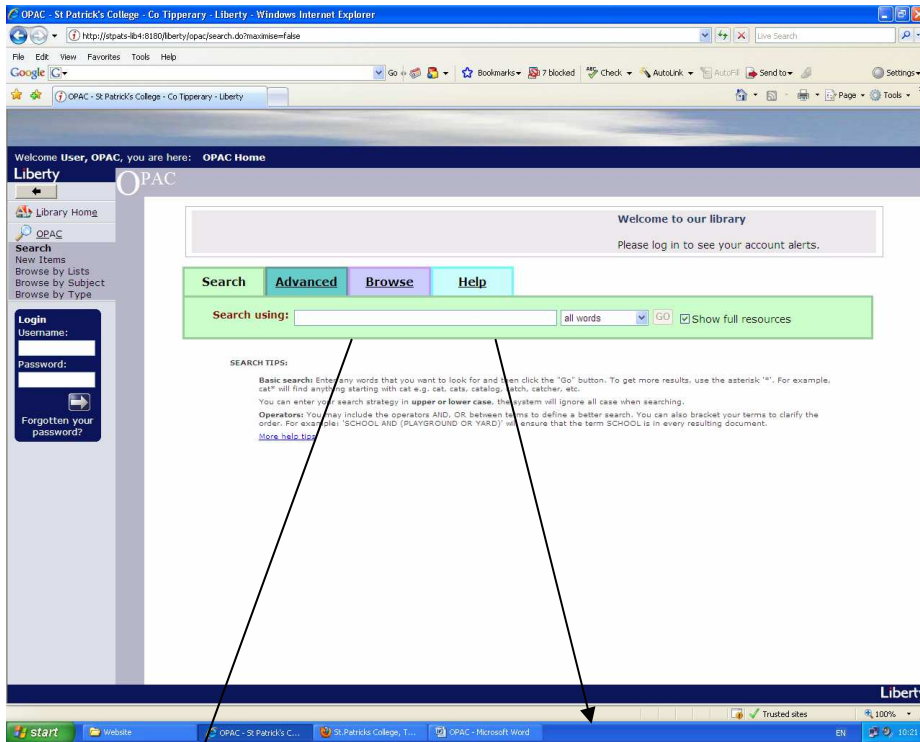 OPAC - St Patrick's College - Co Tipperary - Liberty - Windows Internet Explorer
http://stpats-lib4:8180/liberty/opac/search.do?maximise=false
Live Search
File Edit View Favorites Tools Help
Google G Go Bookmarks 7 blocked Check AutoLink AutoFill Send to Settings
OPAC - St Patrick's College - Co Tipperary - Liberty
Page Tools
Welcome User, OPAC, you are here: OPAC Home
Liberty
OPAC
Library Home
OPAC
Search
New Items
Browse by Lists
Browse by Subject
Browse by Type
Login
Username:
Password:
Forgotten your
password?
Welcome to our library
Please log in to see your account alerts.
Search Advanced Browse Help
Search using: all words GO Show full resources
SEARCH TIPS:
Basic search: Enter any words that you want to look for and then click the "Go" button. To get more results, use the asterisk '*'. For example,
cat* will find anything starting with cat e.g. cat, cats, catalog, catch, catcher, etc.
You can enter your search strategy in upper or lower case, the system will ignore all case when searching.
Operators: You may include the operators AND, OR between terms to define a better search. You can also bracket your terms to clarify the
order. For example: 'SCHOOL AND (PLAYGROUND OR YARD)' will ensure that the term SCHOOL is in every resulting document.
More help tips
Liberty
Trusted sites 100%
start Website OPAC - St Patrick's C... St.Patricks College, T... OPAC - Microsoft Word EN